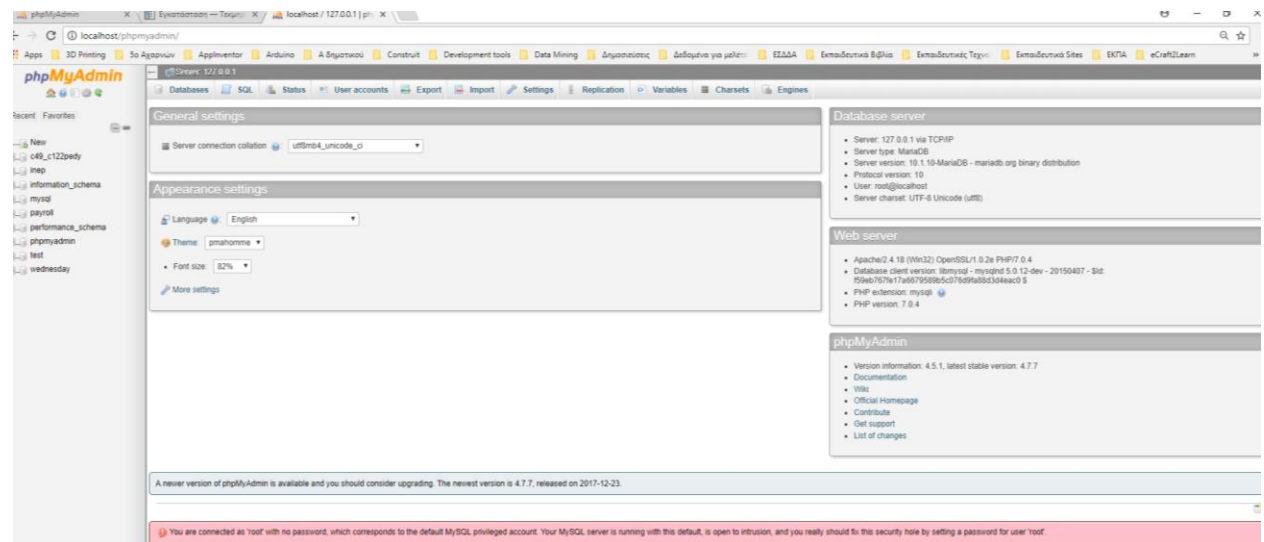 phpMyAdmin
localhost / 127.0.0.1 | ph
localhost/phpmyadmin/
Apps
3D Printing
5ο Αχαρνών
AppInventor
Arduino
Α δημοτικού
Construit
Development tools
Data Mining
Δημοσιεύσεις
Δεδομένα για μελέτη
ΕΣΔΔΑ
Εκπαιδευτικά Βιβλία
Εκπαιδευτικές Τεχνο
Εκπαιδευτικά Sites
ΕΚΠΑ
eCraft2Learn
phpMyAdmin
Recent Favorites
New
c49_c122pedy
inep
information_schema
mysql
payroll
performance_schema
phpmyadmin
test
wednesday
Server: 127.0.0.1
Databases SQL Status User accounts Export Import Settings Replication Variables Charsets Engines
General settings
Server connection collation : utf8mb4_unicode_ci
Appearance settings
Language : English
Theme: pmahomme
Font size: 82%
More settings
Database server
Server: 127.0.0.1 via TCP/IP
Server type: MariaDB
Server version: 10.1.10-MariaDB - mariadb.org binary distribution
Protocol version: 10
User: root@localhost
Server charset: UTF-8 Unicode (utf8)
Web server
Apache/2.4.18 (Win32) OpenSSL/1.0.2e PHP/7.0.4
Database client version: libmysql - mysqlnd 5.0.12-dev - 20150407 - $Id:
PHP extension: mysqli
PHP version: 7.0.4
phpMyAdmin
Version information: 4.5.1, latest stable version: 4.7.7
Documentation
Wiki
Official Homepage
Contribute
Get support
List of changes
A newer version of phpMyAdmin is available and you should consider upgrading. The newest version is 4.7.7, released on 2017-12-23.
You are connected as 'root' with no password, which corresponds to the default MySQL privileged account. Your MySQL server is running with this default, is open to intrusion, and you really should fix this security hole by setting a password for user 'root'.